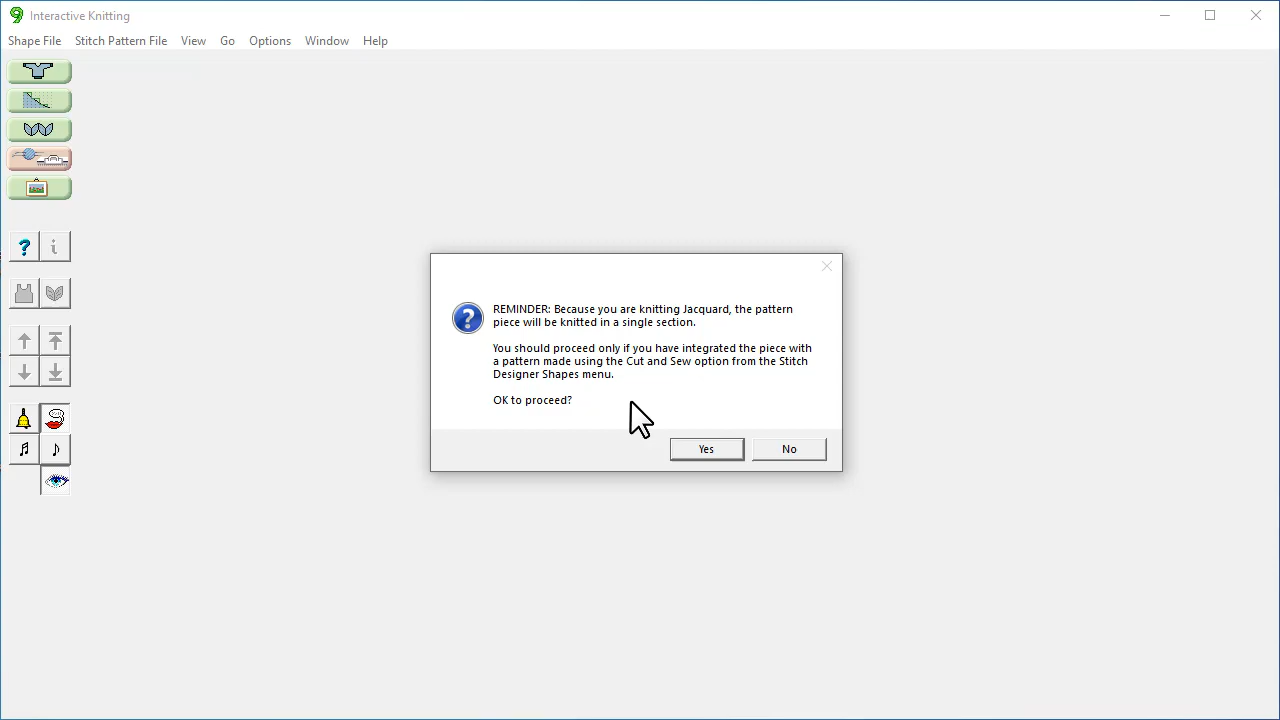 Interactive Knitting
Shape File Stitch Pattern File View Go Options Window Help
REMINDER: Because you are knitting Jacquard, the pattern
piece will be knitted in a single section.
You should proceed only if you have integrated the piece with
a pattern made using the Cut and Sew option from the Stitch
Designer Shapes menu.
OK to proceed?
Yes No